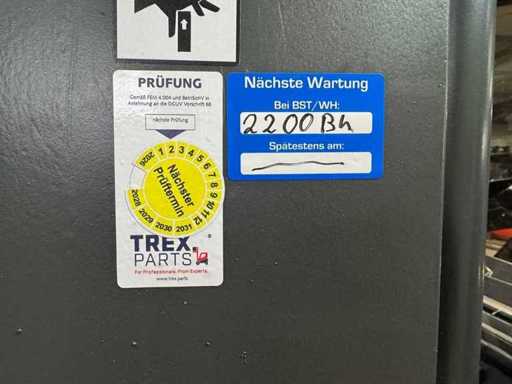 PRÜFUNG
Gemäß FEM 4.004 und BetrSichV in
Anlehnung an die DGUV Vorschrift 68
nächste Prüfung
2026 1 2 3 4 5 6 7 8 9 10 11 12
Nächster
Prüftermin
2028 2029 2030 2031
TREX.
PARTS
For Professionals. From Experts.
www.trex.parts
Nächste Wartung
Bei BST/WH:
2200Bh
Spätestens am: